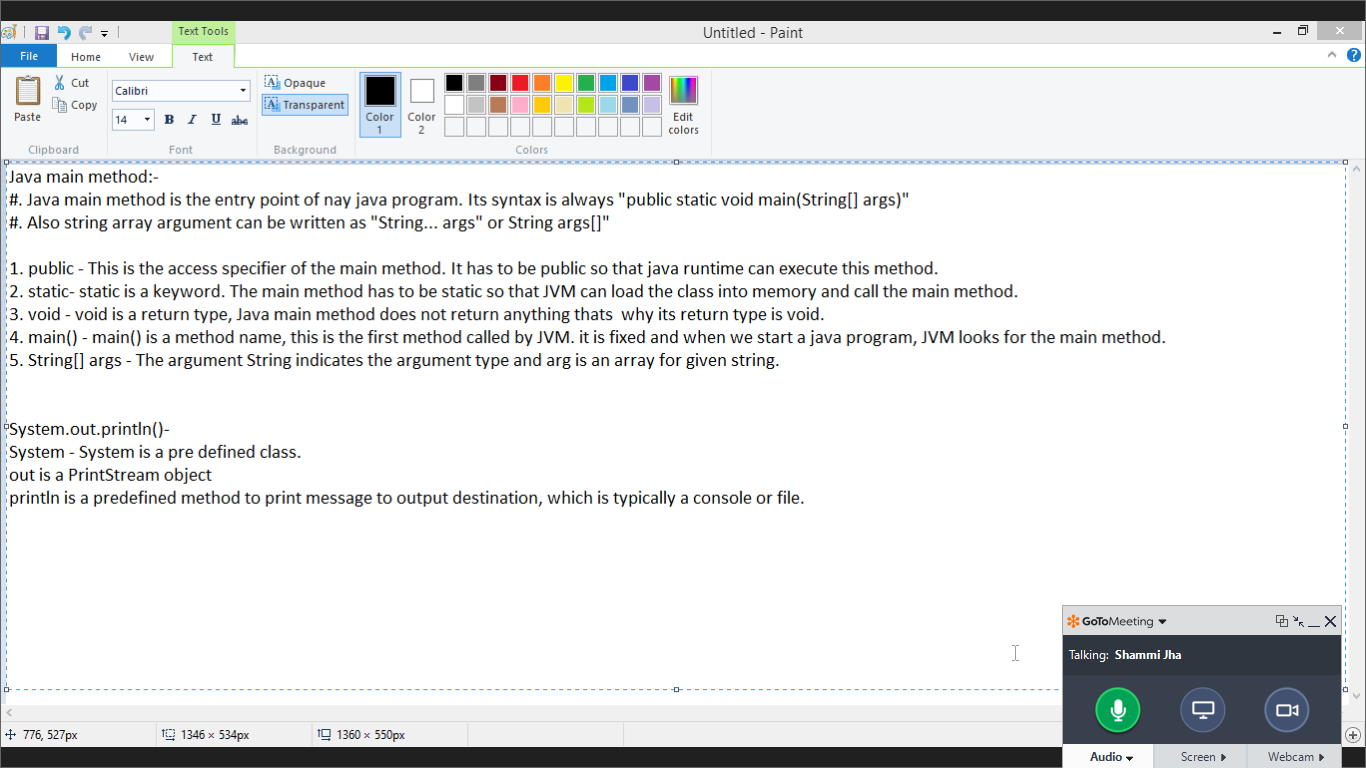 Text Tools
Untitled - Paint
File
Home
View
Text
Paste
Cut
Copy
Clipboard
Calibri
14
B I U abc
Font
Opaque
Transparent
Background
Color 1
Color 2
Edit colors
Colors
Java main method:-
#. Java main method is the entry point of nay java program. Its syntax is always "public static void main(String[] args)"
#. Also string array argument can be written as "String... args" or String args[]"
1. public - This is the access specifier of the main method. It has to be public so that java runtime can execute this method.
2. static- static is a keyword. The main method has to be static so that JVM can load the class into memory and call the main method.
3. void - void is a return type, Java main method does not return anything thats  why its return type is void.
4. main() - main() is a method name, this is the first method called by JVM. it is fixed and when we start a java program, JVM looks for the main method.
5. String[] args - The argument String indicates the argument type and arg is an array for given string.
System.out.println()-
System - System is a pre defined class.
out is a PrintStream object
println is a predefined method to print message to output destination, which is typically a console or file.
GoToMeeting
Talking: Shammi Jha
Audio
Screen
Webcam
776, 527px
1346 × 534px
1360 × 550px